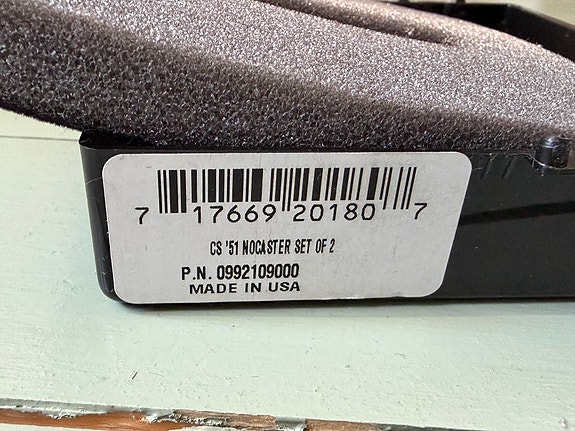 7 17669 20180 7
CS '51 NOCASTER SET OF 2
P.N. 0992109000
MADE IN USA